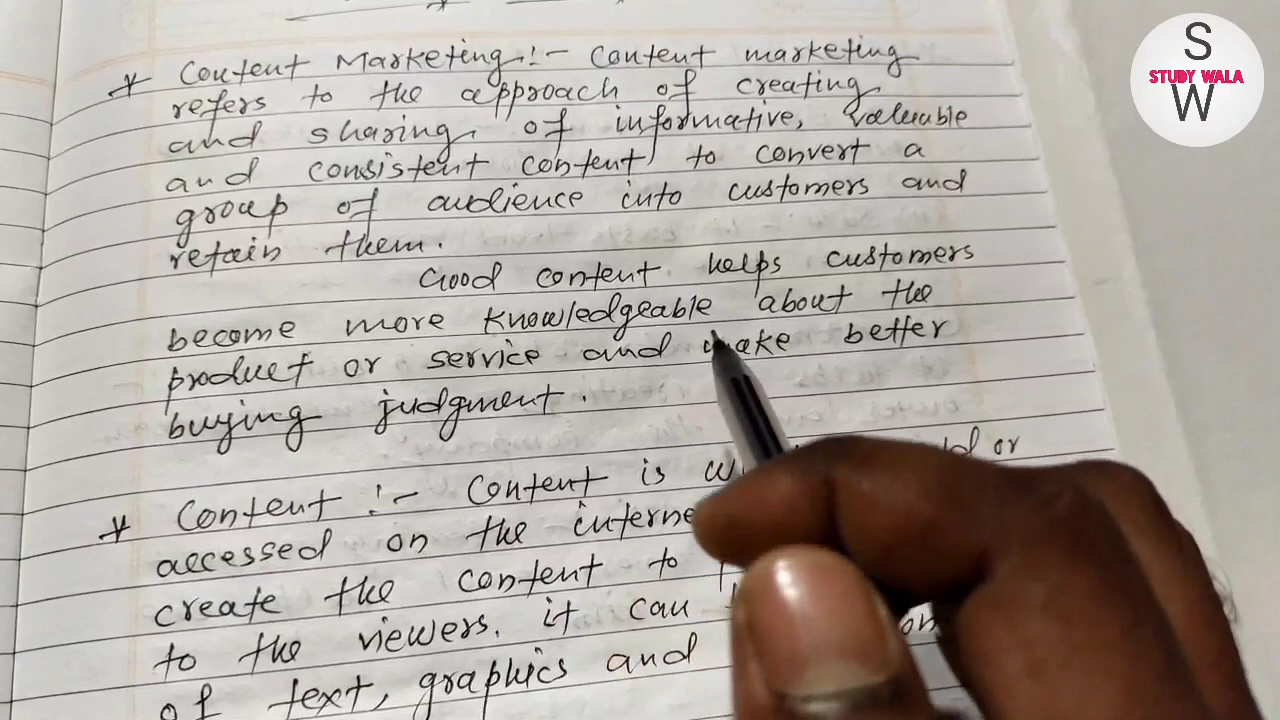 S
STUDY WALA
W
* Content Marketing :- Content marketing
refers to the approach of creating
and sharing of informative, valuable
and consistent content to convert a
group of audience into customers and
retain them.
Good content helps customers
become more knowledgeable about the
product or service and make better
buying judgment.
* Content :- Content is or
accessed on the
create the content to
to the viewers. it can
of text, graphics and